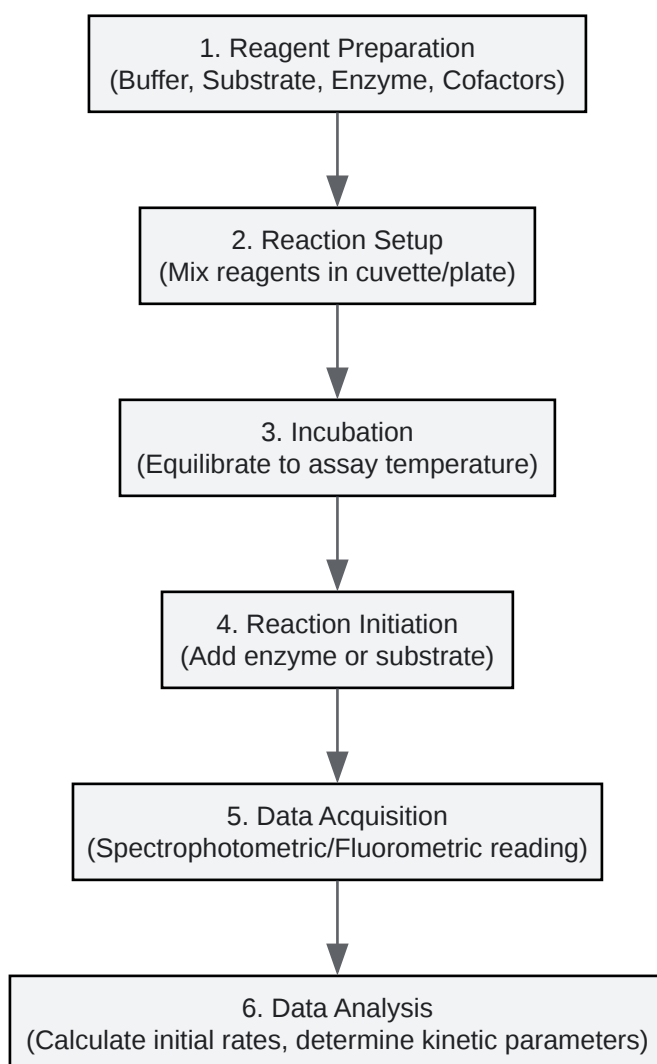 1. Reagent Preparation
(Buffer, Substrate, Enzyme, Cofactors)
2. Reaction Setup
(Mix reagents in cuvette/plate)
3. Incubation
(Equilibrate to assay temperature)
4. Reaction Initiation
(Add enzyme or substrate)
5. Data Acquisition
(Spectrophotometric/Fluorometric reading)
6. Data Analysis
(Calculate initial rates, determine kinetic parameters)